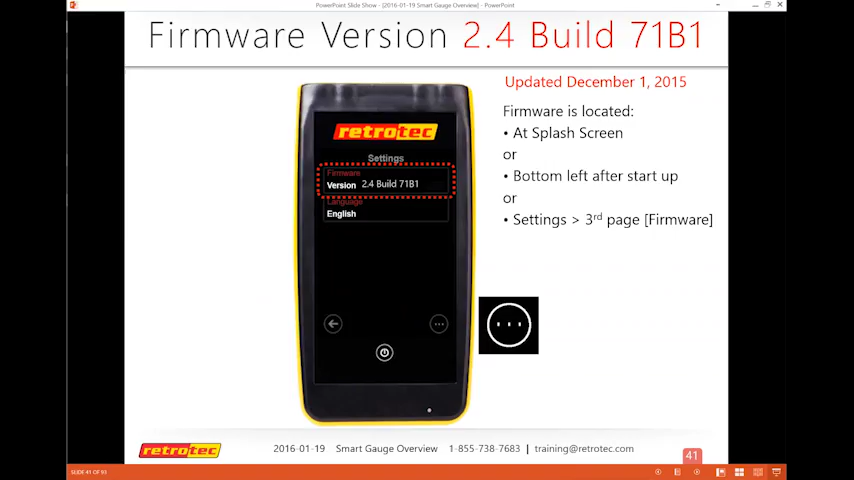 PowerPoint Slide Show - [2016-01-19 Smart Gauge Overview] - PowerPoint
Firmware Version 2.4 Build 71B1
Updated December 1, 2015
Firmware is located:
• At Splash Screen
or
• Bottom left after start up
or
• Settings > 3rd page [Firmware]
retrotec
Settings
Firmware
Version 2.4 Build 71B1
Language
English
retrotec
2016-01-19 Smart Gauge Overview 1-855-738-7683 | training@retrotec.com
41
SLIDE 41 OF 93